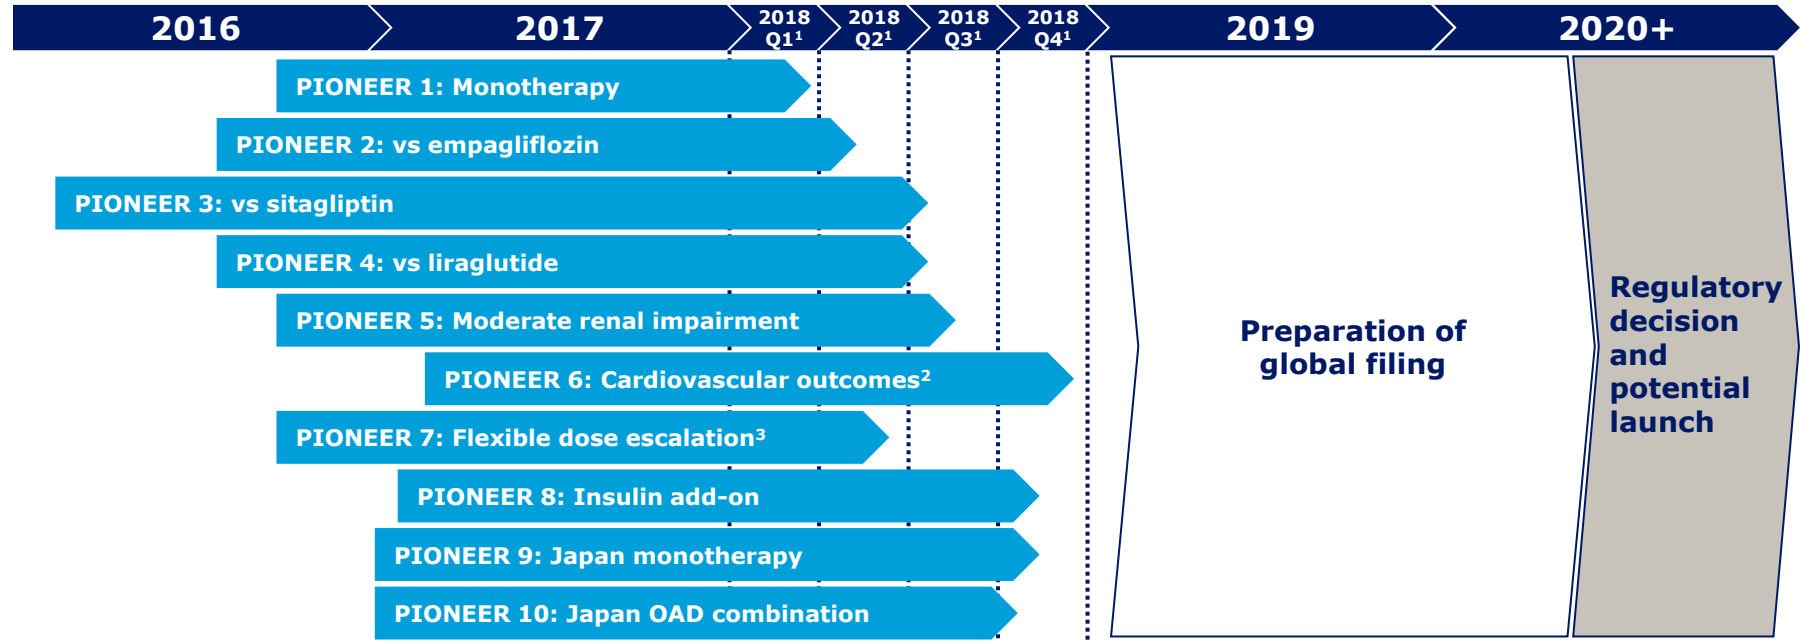 2016
2017
2018
Q1¹
2018
Q2¹
2018
Q3¹
2018
Q4¹
2019
2020+
PIONEER 1: Monotherapy
PIONEER 2: vs empagliflozin
PIONEER 3: vs sitagliptin
PIONEER 4: vs liraglutide
PIONEER 5: Moderate renal impairment
PIONEER 6: Cardiovascular outcomes²
PIONEER 7: Flexible dose escalation³
PIONEER 8: Insulin add-on
PIONEER 9: Japan monotherapy
PIONEER 10: Japan OAD combination
Preparation of
global filing
Regulatory
decision
and
potential
launch